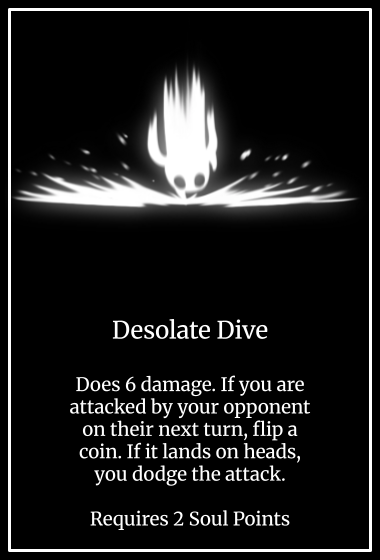 Desolate Dive
Does 6 damage. If you are
attacked by your opponent
on their next turn, flip a
coin. If it lands on heads,
you dodge the attack.
Requires 2 Soul Points